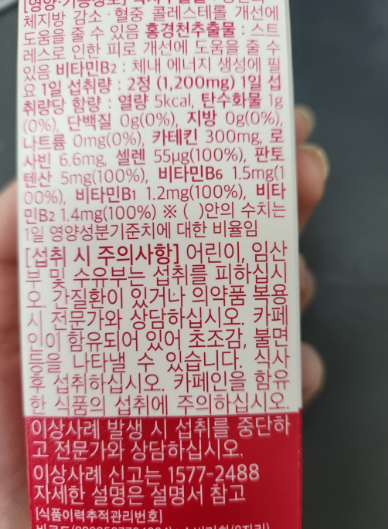 [영양·기능정보]
체지방 감소·혈중 콜레스테롤 개선에
도움을 줄 수 있음 홍경천추출물 : 스트
레스로 인한 피로 개선에 도움을 줄 수
있음 비타민B2 : 체내 에너지 생성에 필
요 1일 섭취량 : 2정 (1,200mg) 1일 섭
취량당 함량 : 열량 5kcal, 탄수화물 1g
(0%), 단백질 0g(0%), 지방 0g(0%),
나트륨 0mg(0%), 카테킨 300mg, 로
사빈 6.6mg, 셀렌 55μg(100%), 판토
텐산 5mg(100%), 비타민B6 1.5mg(1
00%), 비타민B1 1.2mg(100%), 비타
민B2 1.4mg(100%) ※ ( )안의 수치는
1일 영양성분기준치에 대한 비율임
[섭취 시 주의사항] 어린이, 임산
부 및 수유부는 섭취를 피하십시
오. 간질환이 있거나 의약품 복용
시 전문가와 상담하십시오. 카페
인이 함유되어 있어 초조감, 불면
등을 나타낼 수 있습니다. 식사
후 섭취하십시오. 카페인을 함유
한 식품의 섭취에 주의하십시오.
이상사례 발생 시 섭취를 중단하
고 전문가와 상담하십시오.
이상사례 신고는 1577-2488
자세한 설명은 설명서 참고
[식품이력추적관리번호]